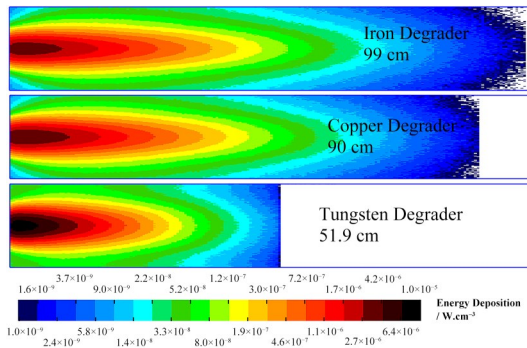 Iron Degrader
99 cm
Copper Degrader
90 cm
Tungsten Degrader
51.9 cm
3.7×10⁻⁹ 2.2×10⁻⁸ 1.2×10⁻⁷ 7.2×10⁻⁷ 4.2×10⁻⁶
1.6×10⁻⁹ 9.0×10⁻⁹ 5.2×10⁻⁸ 3.0×10⁻⁷ 1.7×10⁻⁶ 1.0×10⁻⁵
Energy Deposition
/ W.cm⁻³
1.0×10⁻⁹ 5.8×10⁻⁹ 3.3×10⁻⁸ 1.9×10⁻⁷ 1.1×10⁻⁶ 6.4×10⁻⁶
2.4×10⁻⁹ 1.4×10⁻⁸ 8.0×10⁻⁸ 4.6×10⁻⁷ 2.7×10⁻⁶